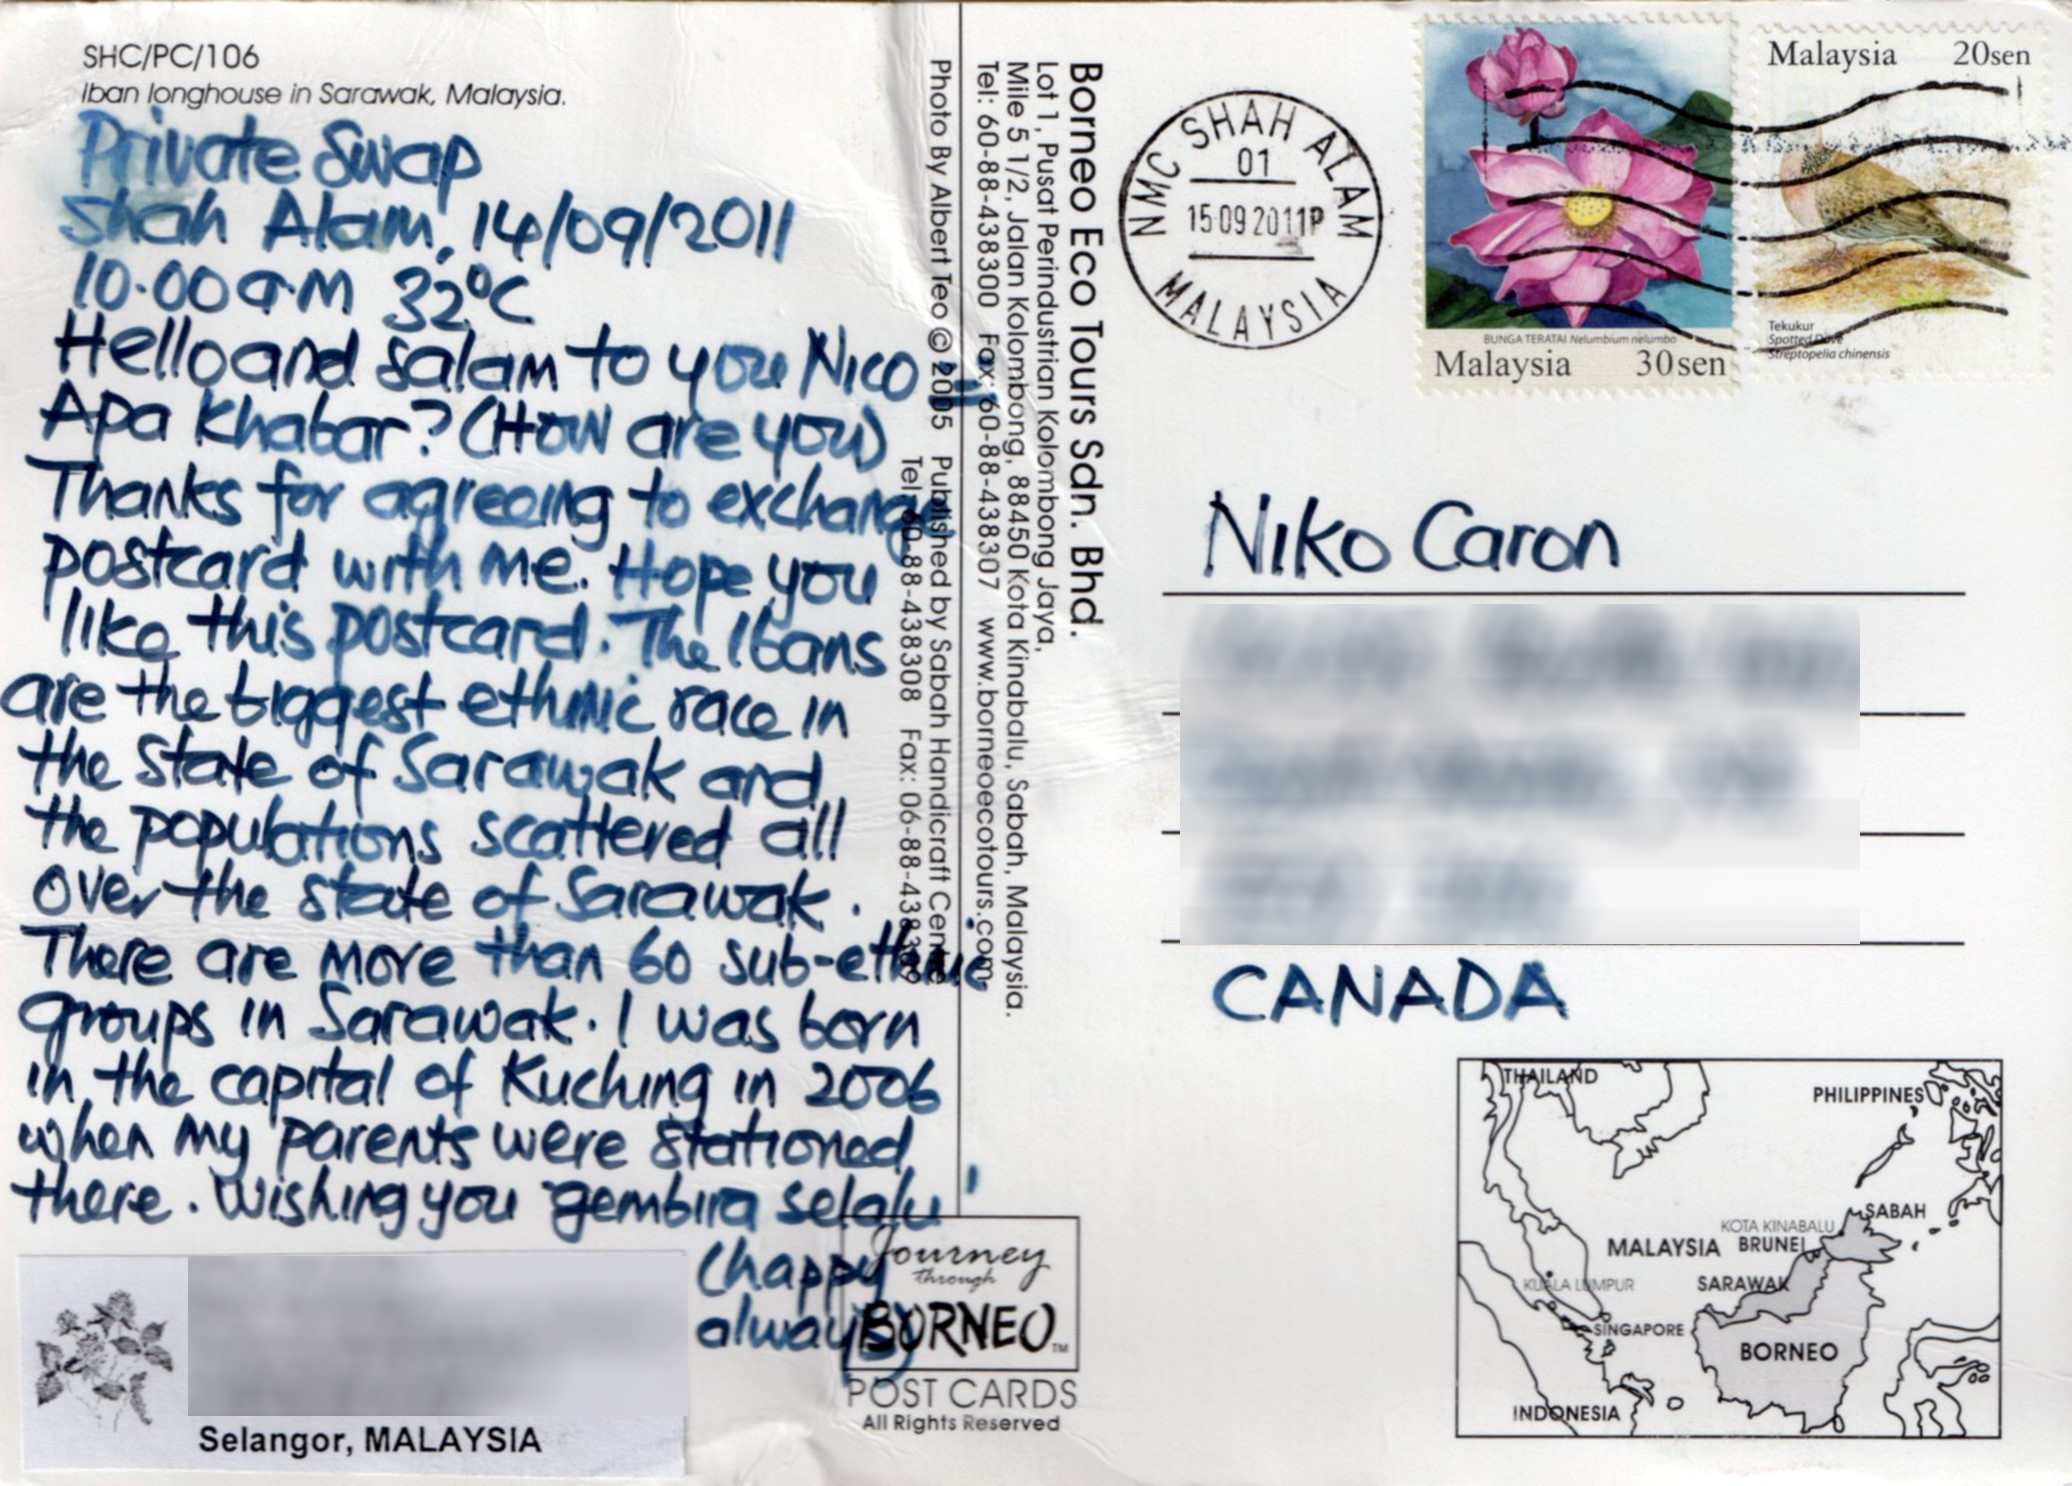 SHC/PC/106
Iban longhouse in Sarawak, Malaysia.
Private Swap
Shah Alam, 14/09/2011
10.00 a.m 32°C
Hello and salam to you Nico
Apa Khabar? (How are you)
Thanks for agreeing to exchange
postcard with me. Hope you
like this postcard. The Ibans
are the biggest ethnic race in
the state of Sarawak and
the populations scattered all
over the state of Sarawak.
There are more than 60 sub-ethnic
groups in Sarawak. I was born
in the capital of Kuching in 2006
when my parents were stationed
there. Wishing you "gembira selalu"
(happy
always)
Selangor, MALAYSIA
Borneo Eco Tours Sdn. Bhd.
Lot 1, Pusat Perindustrian Kolombong Jaya,
Mile 5 1/2, Jalan Kolombong, 88450 Kota Kinabalu, Sabah, Malaysia.
Tel: 60-88-438300 Fax: 60-88-438307 www.borneoecotours.com
Photo By Albert Teo © 2005 Published by Sabah Handicraft Centre
Tel: 60-88-438308 Fax: 06-88-438309
Journey
through
BORNEO™
POST CARDS
All Rights Reserved
SHAH ALAM
01
15 09 2011P
NMC
MALAYSIA
BUNGA TERATAI Nelumbium nelumbo
Malaysia 30sen
Malaysia 20sen
Tekukur
Spotted Dove
Streptopelia chinensis
Niko Caron
CANADA
THAILAND
PHILIPPINES
SABAH
KOTA KINABALU
MALAYSIA BRUNEI
KUALA LUMPUR SARAWAK
SINGAPORE
BORNEO
INDONESIA